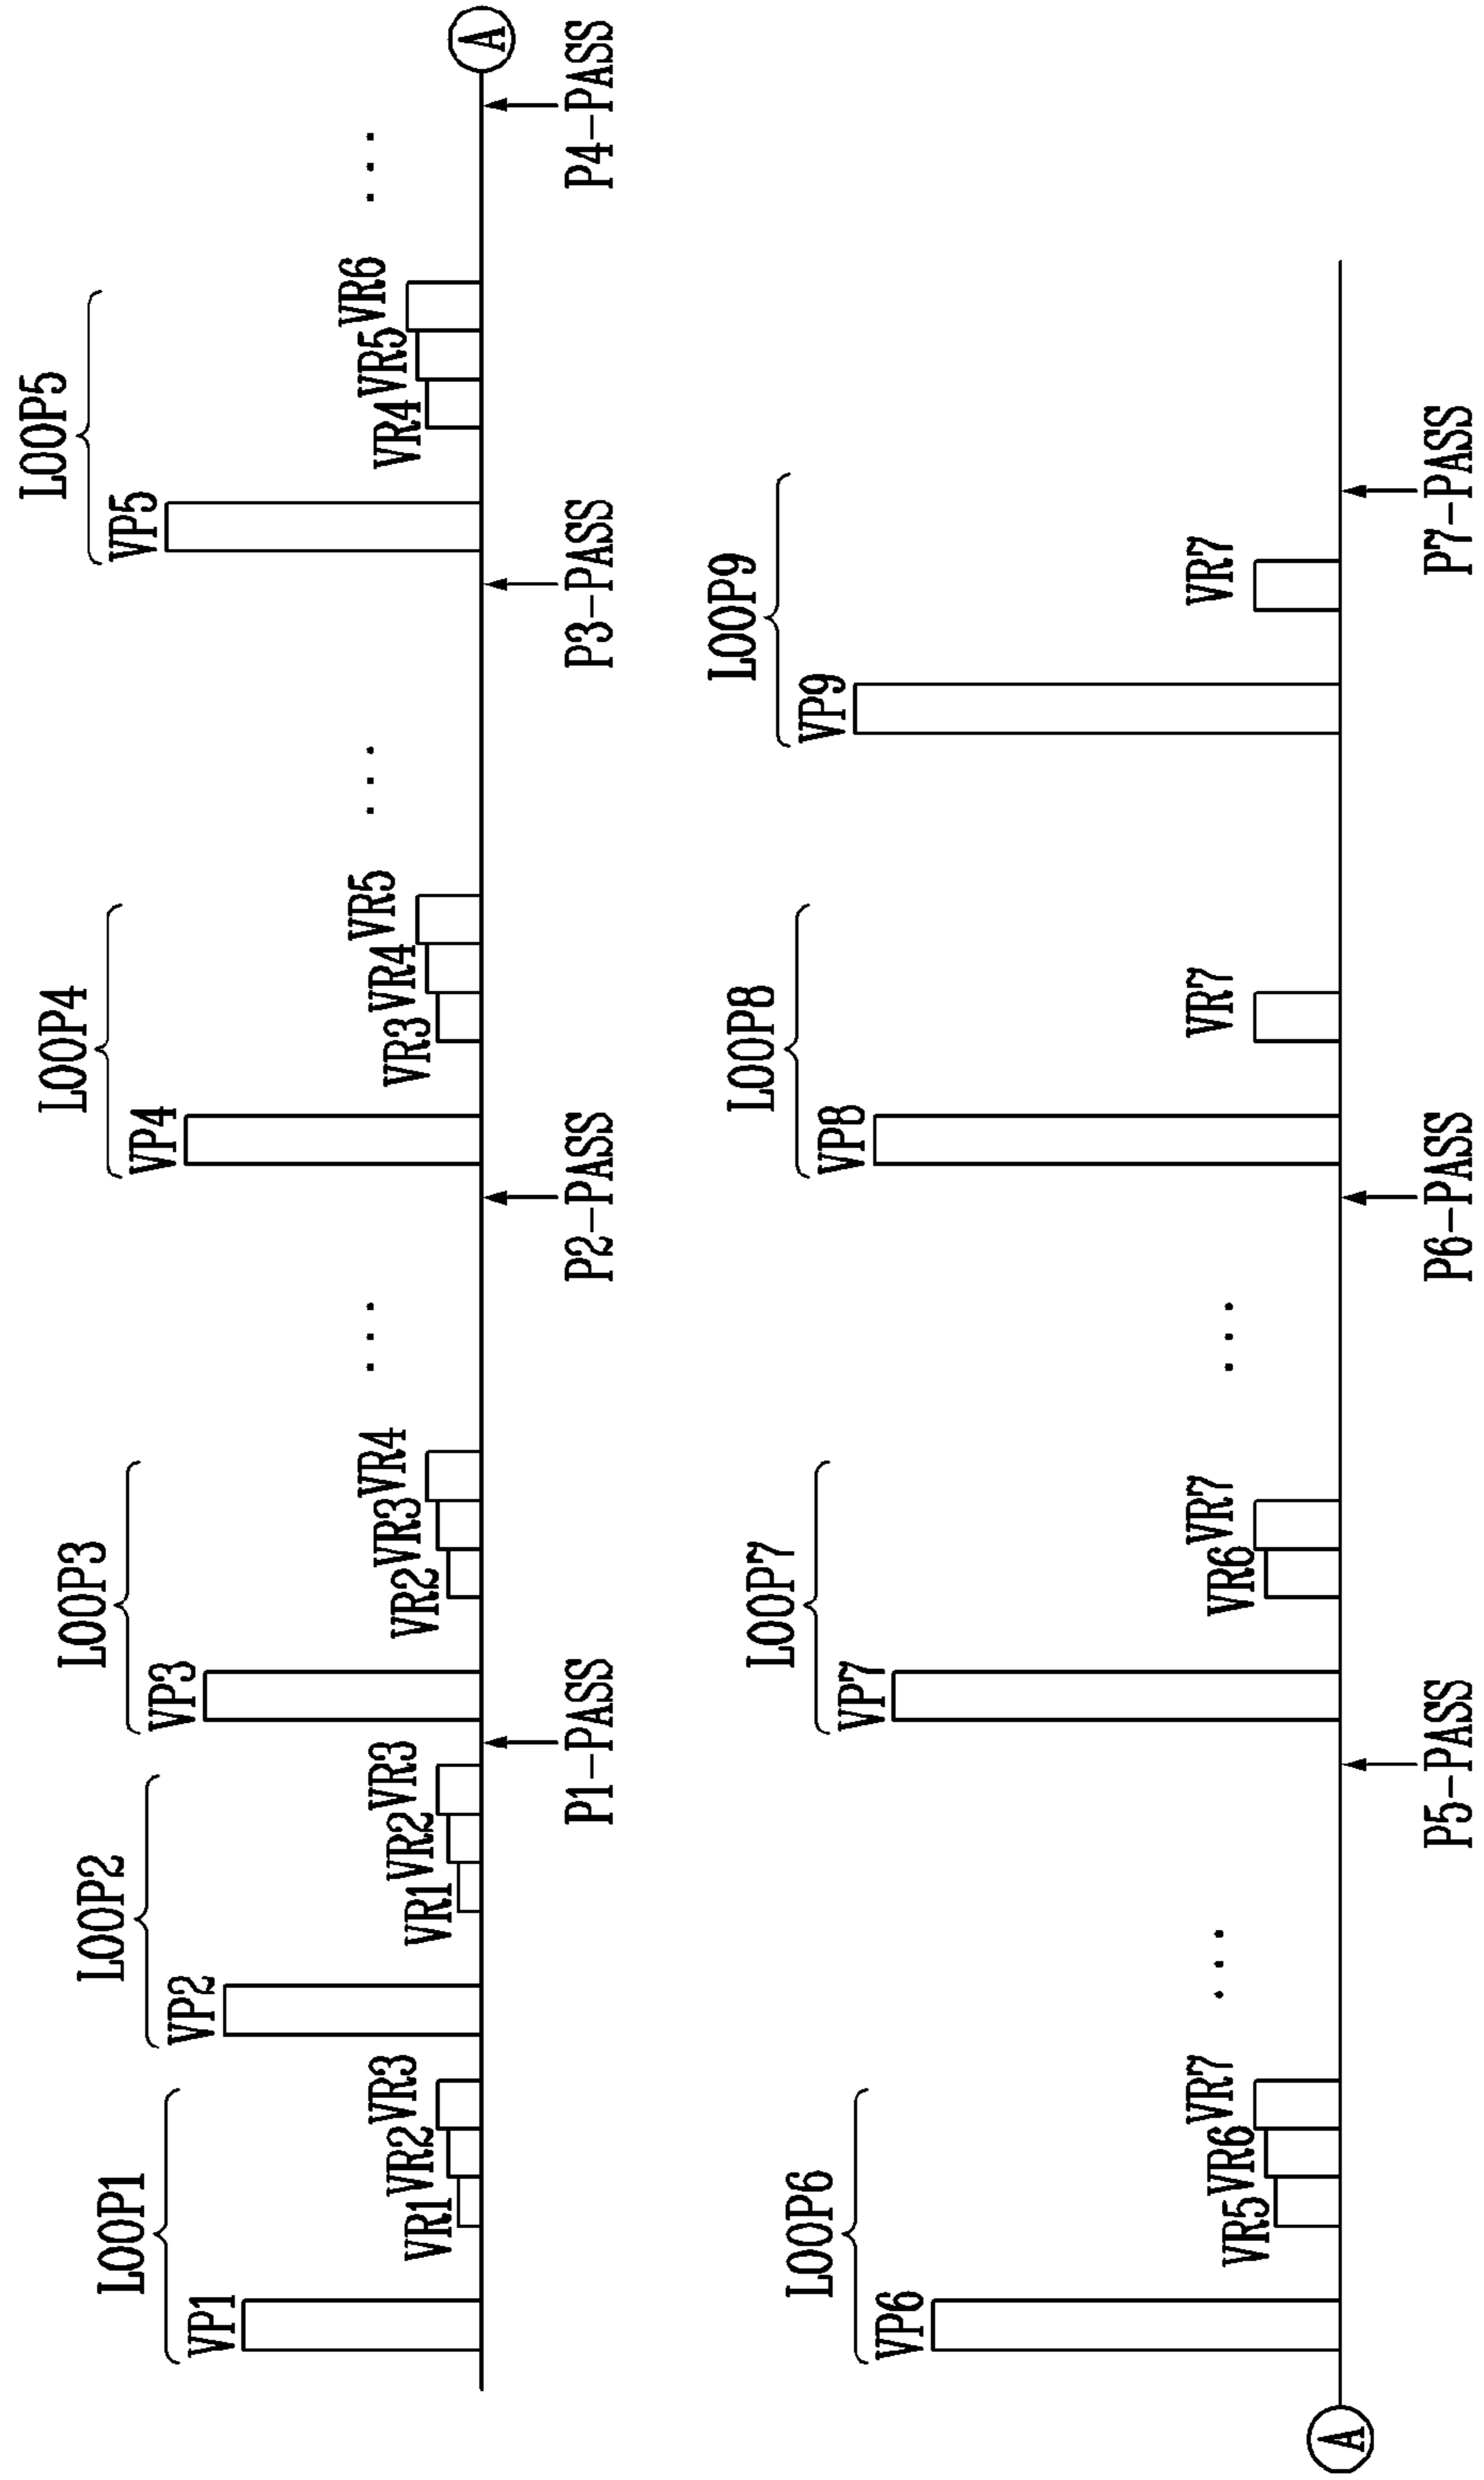 LOOP1
VP1
VR1
VR2
VR3
LOOP2
VP2
VR1
VR2
VR3
P1-PASS
LOOP3
VP3
VR2
VR3
VR4
...
P2-PASS
LOOP4
VP4
VR3
VR4
VR5
...
P3-PASS
LOOP5
VP5
VR4
VR5
VR6
...
P4-PASS
A
A
LOOP6
VP6
VR5
VR6
VR7
...
P5-PASS
LOOP7
VP7
VR6
VR7
...
P6-PASS
LOOP8
VP8
VR7
LOOP9
VP9
VR7
P7-PASS